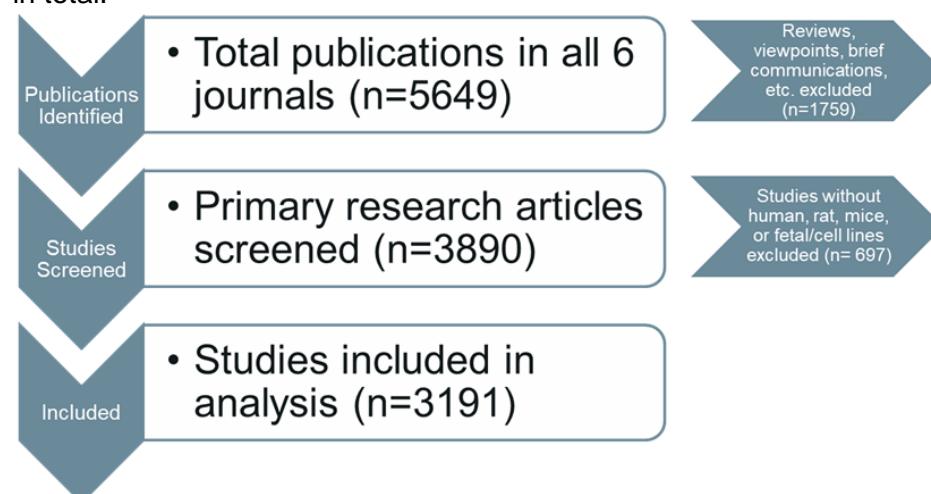 in total.
Publications
Identified
• Total publications in all 6
journals (n=5649)
Reviews,
viewpoints, brief
communications,
etc. excluded
(n=1759)
Studies
Screened
• Primary research articles
screened (n=3890)
Studies without
human, rat, mice,
or fetal/cell lines
excluded (n= 697)
Included
• Studies included in
analysis (n=3191)